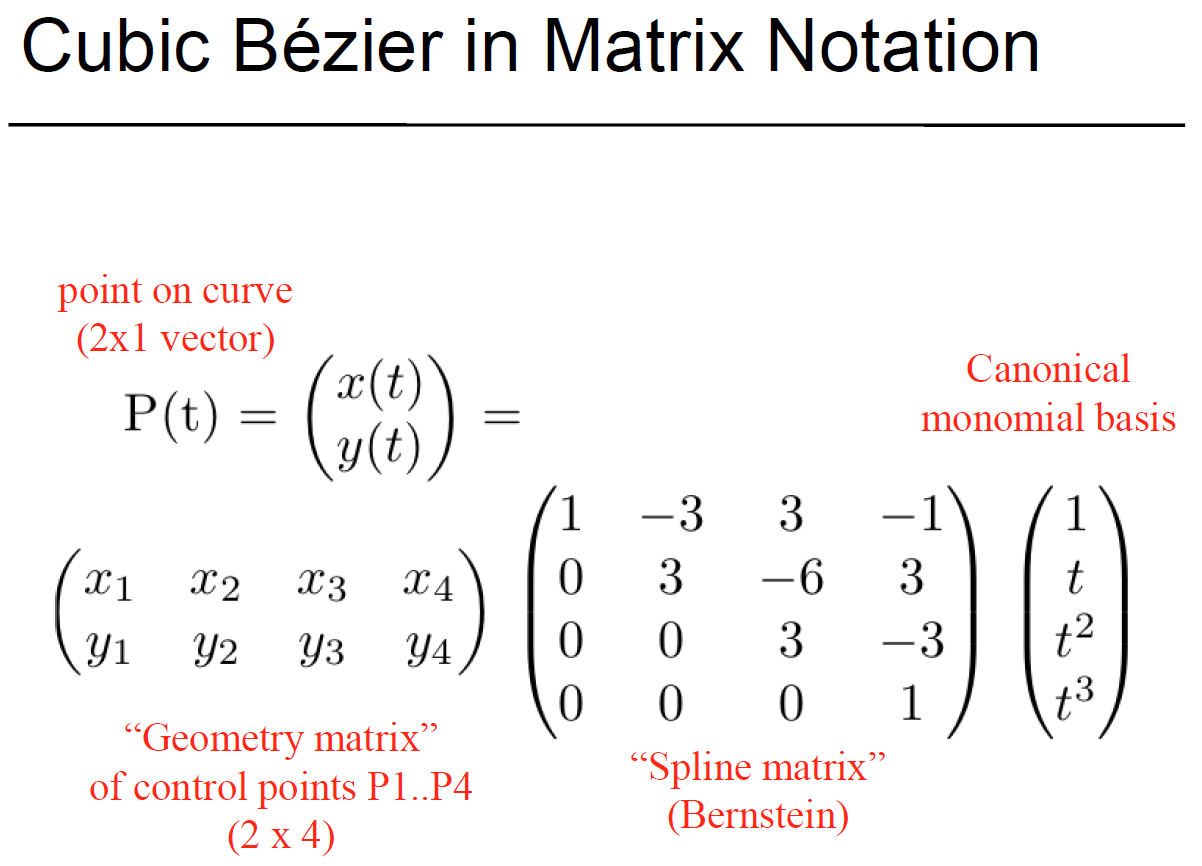 Cubic Bézier in Matrix Notation
point on curve
(2x1 vector)
P(t) = (x(t) y(t)) =
Canonical
monomial basis
(x₁ x₂ x₃ x₄
y₁ y₂ y₃ y₄)
(1 −3 3 −1
0 3 −6 3
0 0 3 −3
0 0 0 1)
(1
t
t²
t³)
“Geometry matrix”
of control points P1..P4
(2 x 4)
“Spline matrix”
(Bernstein)